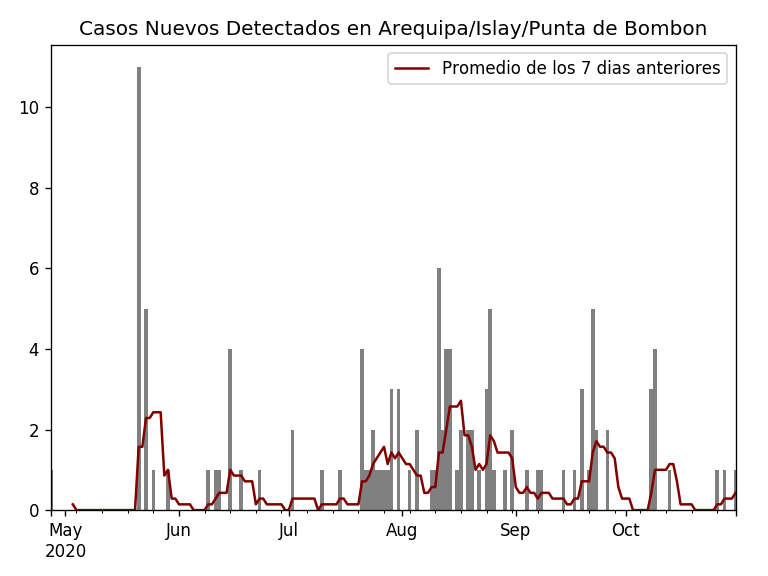 Casos Nuevos Detectados en Arequipa/Islay/Punta de Bombon
Promedio de los 7 dias anteriores
10
8
6
4
2
0
May Jun Jul Aug Sep Oct
2020